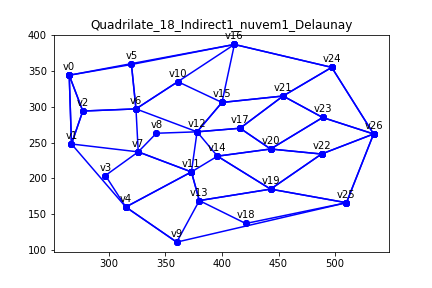 Quadrilate_18_Indirect1_nuvem1_Delaunay
400
350
300
250
200
150
100
300
350
400
450
500
v16
v5
v24
v0
v10
v21
v15
v2
v6
v23
v17
v8
v12
v26
v1
v7
v20
v14
v22
v3
v11
v19
v4
v13
v25
v18
v9